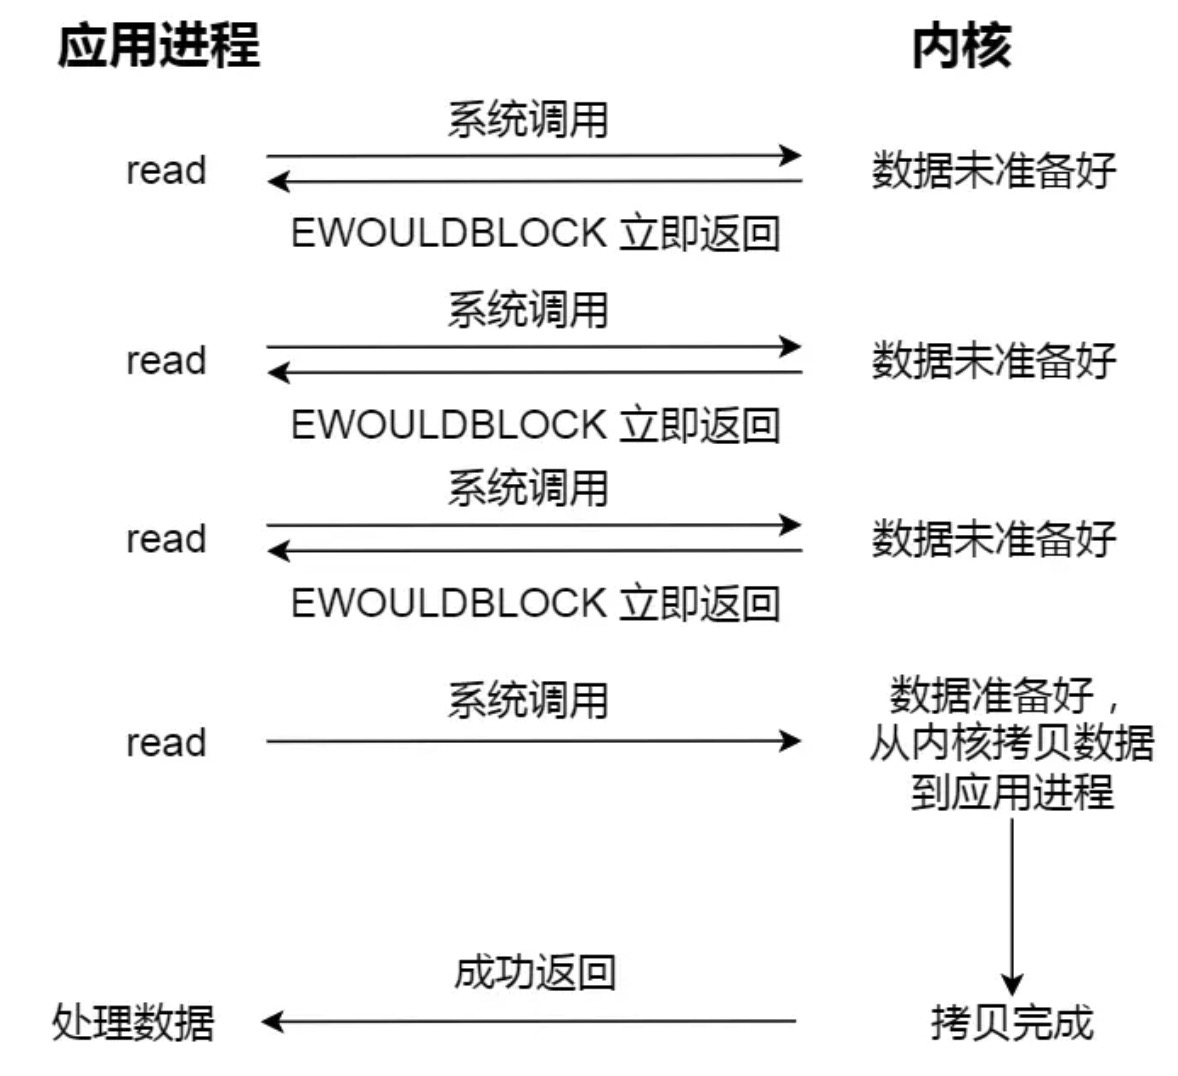 应用进程
内核
系统调用
read
数据未准备好
EWOULDBLOCK 立即返回
系统调用
read
数据未准备好
EWOULDBLOCK 立即返回
系统调用
read
数据未准备好
EWOULDBLOCK 立即返回
系统调用
read
数据准备好，
从内核拷贝数据
到应用进程
成功返回
处理数据
拷贝完成